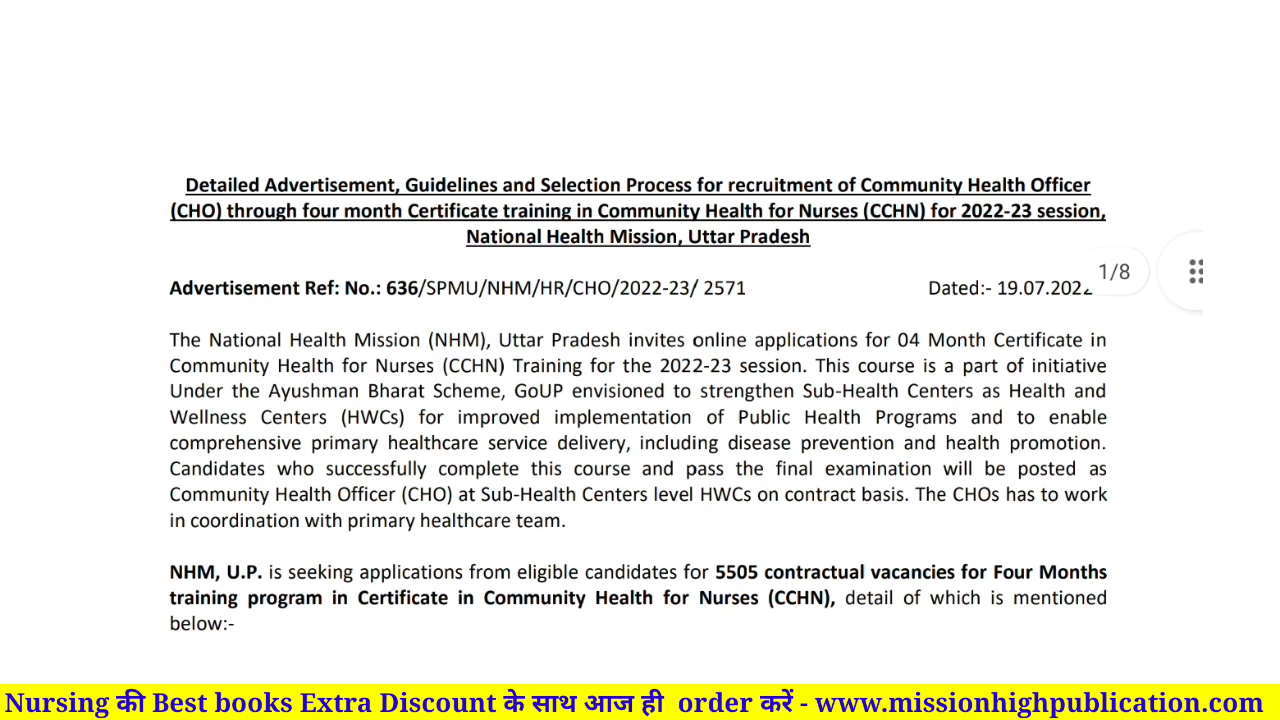 Detailed Advertisement, Guidelines and Selection Process for recruitment of Community Health Officer
(CHO) through four month Certificate training in Community Health for Nurses (CCHN) for 2022-23 session,
National Health Mission, Uttar Pradesh
1/8
Advertisement Ref: No.: 636/SPMU/NHM/HR/CHO/2022-23/ 2571 Dated:- 19.07.2022
The National Health Mission (NHM), Uttar Pradesh invites online applications for 04 Month Certificate in
Community Health for Nurses (CCHN) Training for the 2022-23 session. This course is a part of initiative
Under the Ayushman Bharat Scheme, GoUP envisioned to strengthen Sub-Health Centers as Health and
Wellness Centers (HWCs) for improved implementation of Public Health Programs and to enable
comprehensive primary healthcare service delivery, including disease prevention and health promotion.
Candidates who successfully complete this course and pass the final examination will be posted as
Community Health Officer (CHO) at Sub-Health Centers level HWCs on contract basis. The CHOs has to work
in coordination with primary healthcare team.
NHM, U.P. is seeking applications from eligible candidates for 5505 contractual vacancies for Four Months
training program in Certificate in Community Health for Nurses (CCHN), detail of which is mentioned
below:-
Nursing की Best books Extra Discount के साथ आज ही order करें - www.missionhighpublication.com